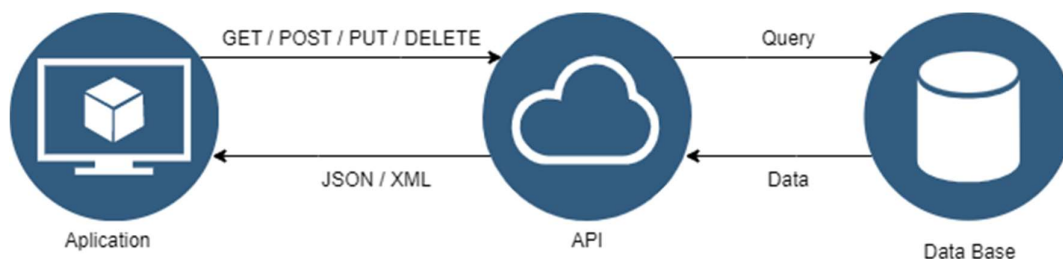 GET / POST / PUT / DELETE
Query
JSON / XML
Data
Aplication
API
Data Base